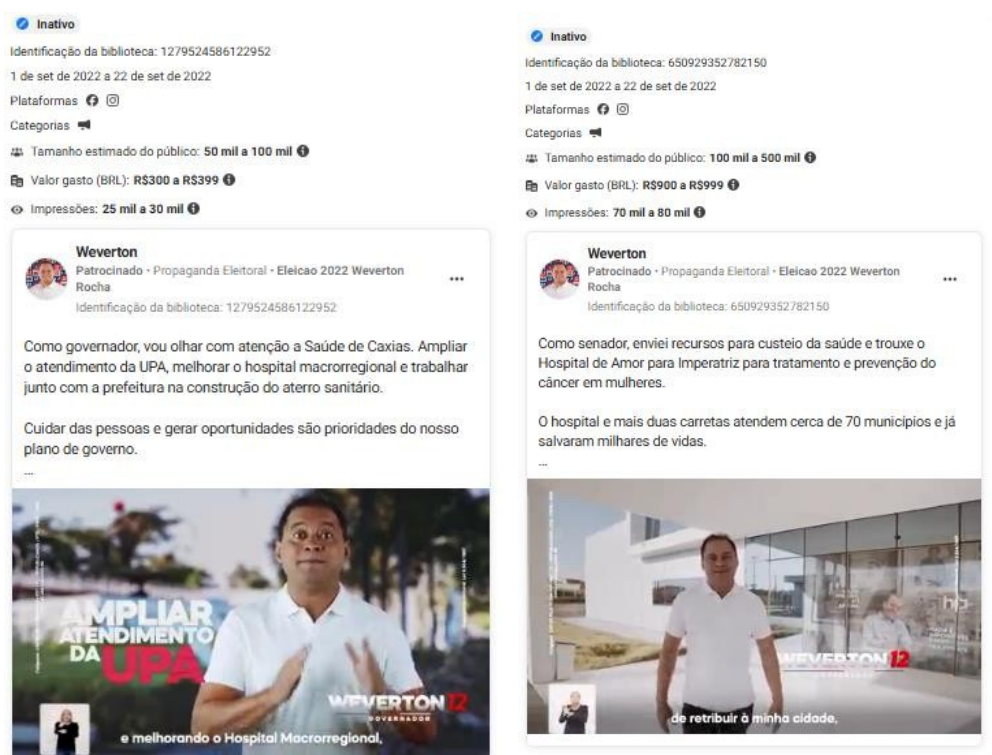 Inativo
Identificação da biblioteca: 1279524586122952
1 de set de 2022 a 22 de set de 2022
Plataformas
Categorias
Tamanho estimado do público: 50 mil a 100 mil
Valor gasto (BRL): R$300 a R$399
Impressões: 25 mil a 30 mil
Weverton
Patrocinado • Propaganda Eleitoral • Eleicao 2022 Weverton
Rocha
Identificação da biblioteca: 1279524586122952
Como governador, vou olhar com atenção a Saúde de Caxias. Ampliar
o atendimento da UPA, melhorar o hospital macrorregional e trabalhar
junto com a prefeitura na construção do aterro sanitário.
Cuidar das pessoas e gerar oportunidades são prioridades do nosso
plano de governo.
...
AMPLIAR
ATENDIMENTO
DA UPA
WEVERTON 12
GOVERNADOR
e melhorando o Hospital Macrorregional,
Inativo
Identificação da biblioteca: 650929352782150
1 de set de 2022 a 22 de set de 2022
Plataformas
Categorias
Tamanho estimado do público: 100 mil a 500 mil
Valor gasto (BRL): R$900 a R$999
Impressões: 70 mil a 80 mil
Weverton
Patrocinado • Propaganda Eleitoral • Eleicao 2022 Weverton
Rocha
Identificação da biblioteca: 650929352782150
Como senador, enviei recursos para custeio da saúde e trouxe o
Hospital de Amor para Imperatriz para tratamento e prevenção do
câncer em mulheres.
O hospital e mais duas carretas atendem cerca de 70 municípios e já
salvaram milhares de vidas.
...
WEVERTON 12
GOVERNADOR
de retribuir à minha cidade,